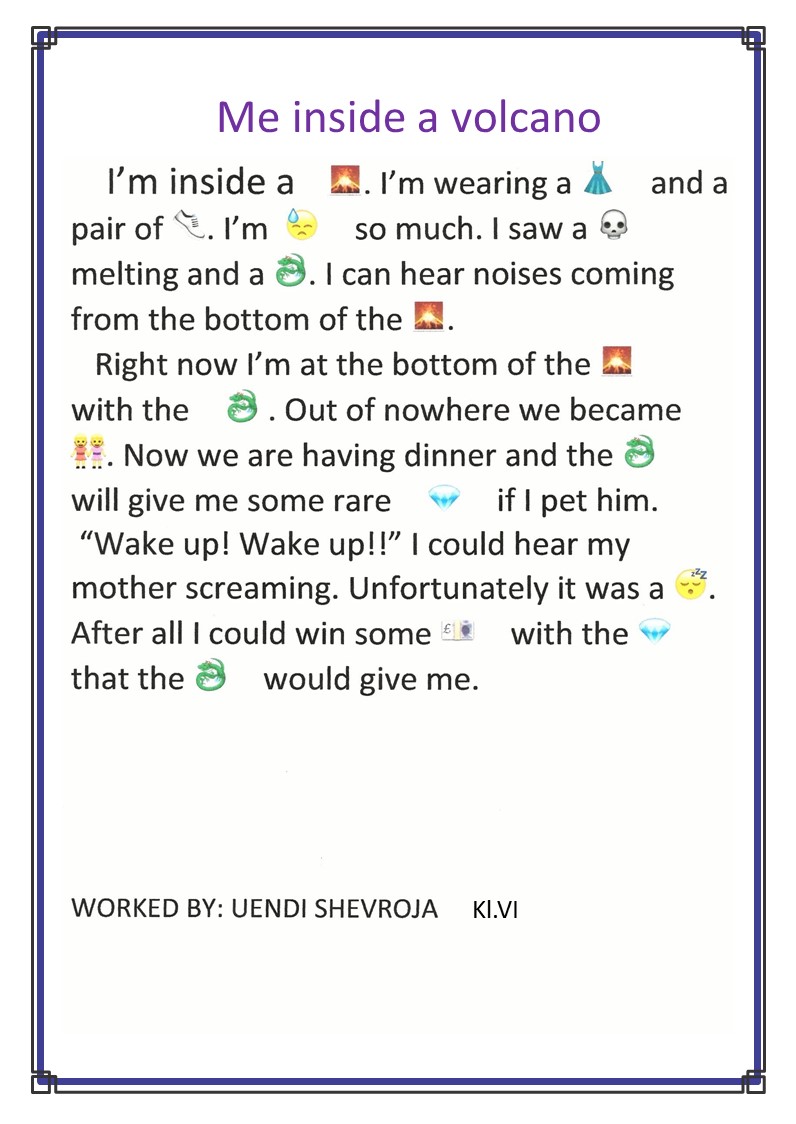 Me inside a volcano
I'm inside a 🌋. I'm wearing a 👗 and a
pair of 👟. I'm 😓 so much. I saw a 💀
melting and a 🐉. I can hear noises coming
from the bottom of the 🌋.
Right now I'm at the bottom of the 🌋
with the 🐉 . Out of nowhere we became
👭. Now we are having dinner and the 🐉
will give me some rare 💎 if I pet him.
“Wake up! Wake up!!” I could hear my
mother screaming. Unfortunately it was a 😴.
After all I could win some 💷 with the 💎
that the 🐉 would give me.
WORKED BY: UENDI SHEVROJA Kl.VI